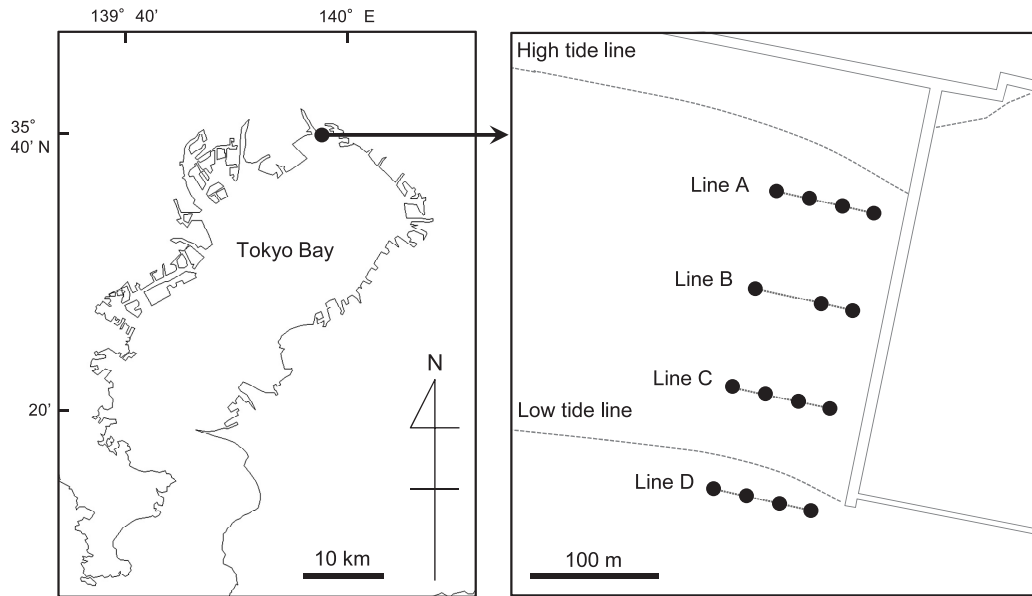 139° 40’
140° E
35°
40’ N
20’
Tokyo Bay
N
10 km
High tide line
Line A
Line B
Line C
Low tide line
Line D
100 m